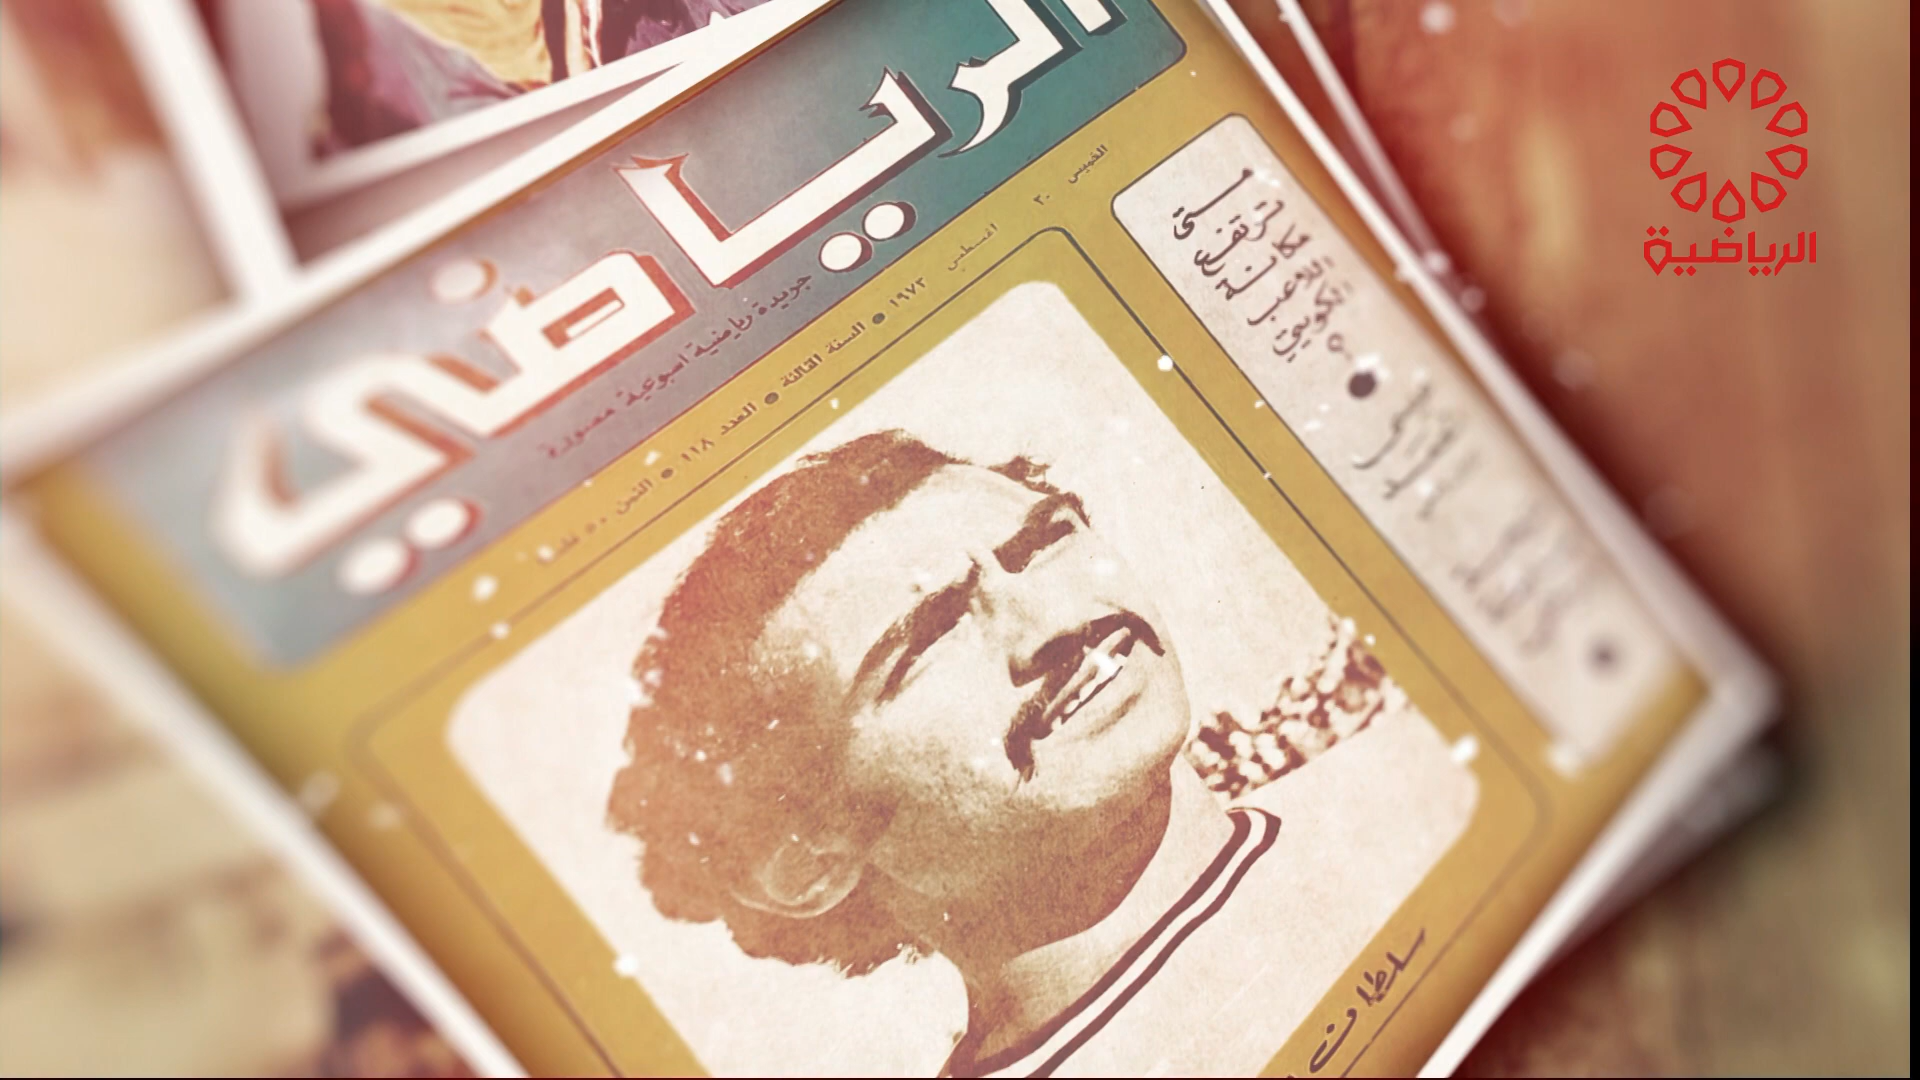 الرياضي
جريدة رياضية اسبوعية مصورة
الخميس ٣٠ اغسطس ١٩٧٣ ● السنة الثالثة ● العدد ١١٨ ● الثمن ٥٠ فلسا
متى
ترتفع
مكانة
اللاعب
الكويتي
؟
سلطان
الرياضية